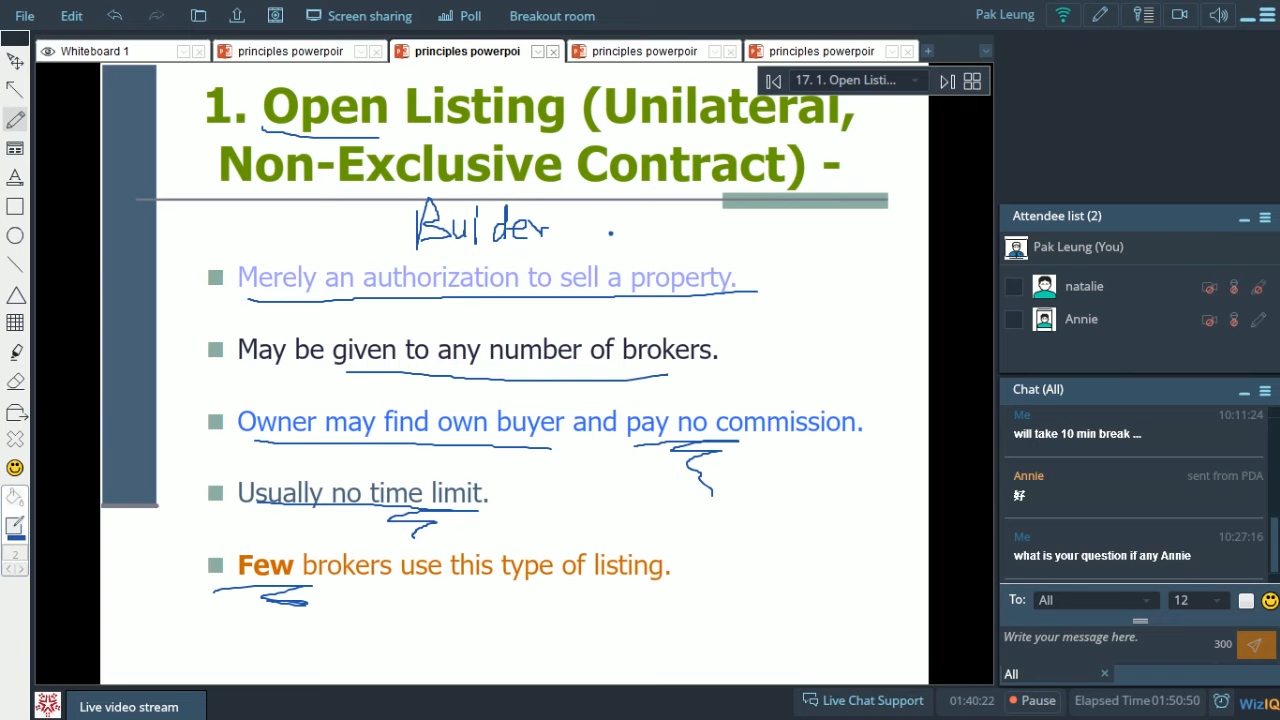 File Edit Screen sharing Poll Breakout room Pak Leung
Whiteboard 1 principles powerpoir principles powerpoi principles powerpoir principles powerpoir
17. 1. Open Listi...
1. Open Listing (Unilateral,
Non-Exclusive Contract) -
Builder
Merely an authorization to sell a property.
May be given to any number of brokers.
Owner may find own buyer and pay no commission.
Usually no time limit.
Few brokers use this type of listing.
Attendee list (2)
Pak Leung (You)
natalie
Annie
Chat (All)
Me 10:11:24
will take 10 min break ...
Annie sent from PDA
好
Me 10:27:16
what is your question if any Annie
To: All 12
Write your message here. 300
All
2
Live video stream Live Chat Support 01:40:22 Pause Elapsed Time 01:50:50 WizIQ